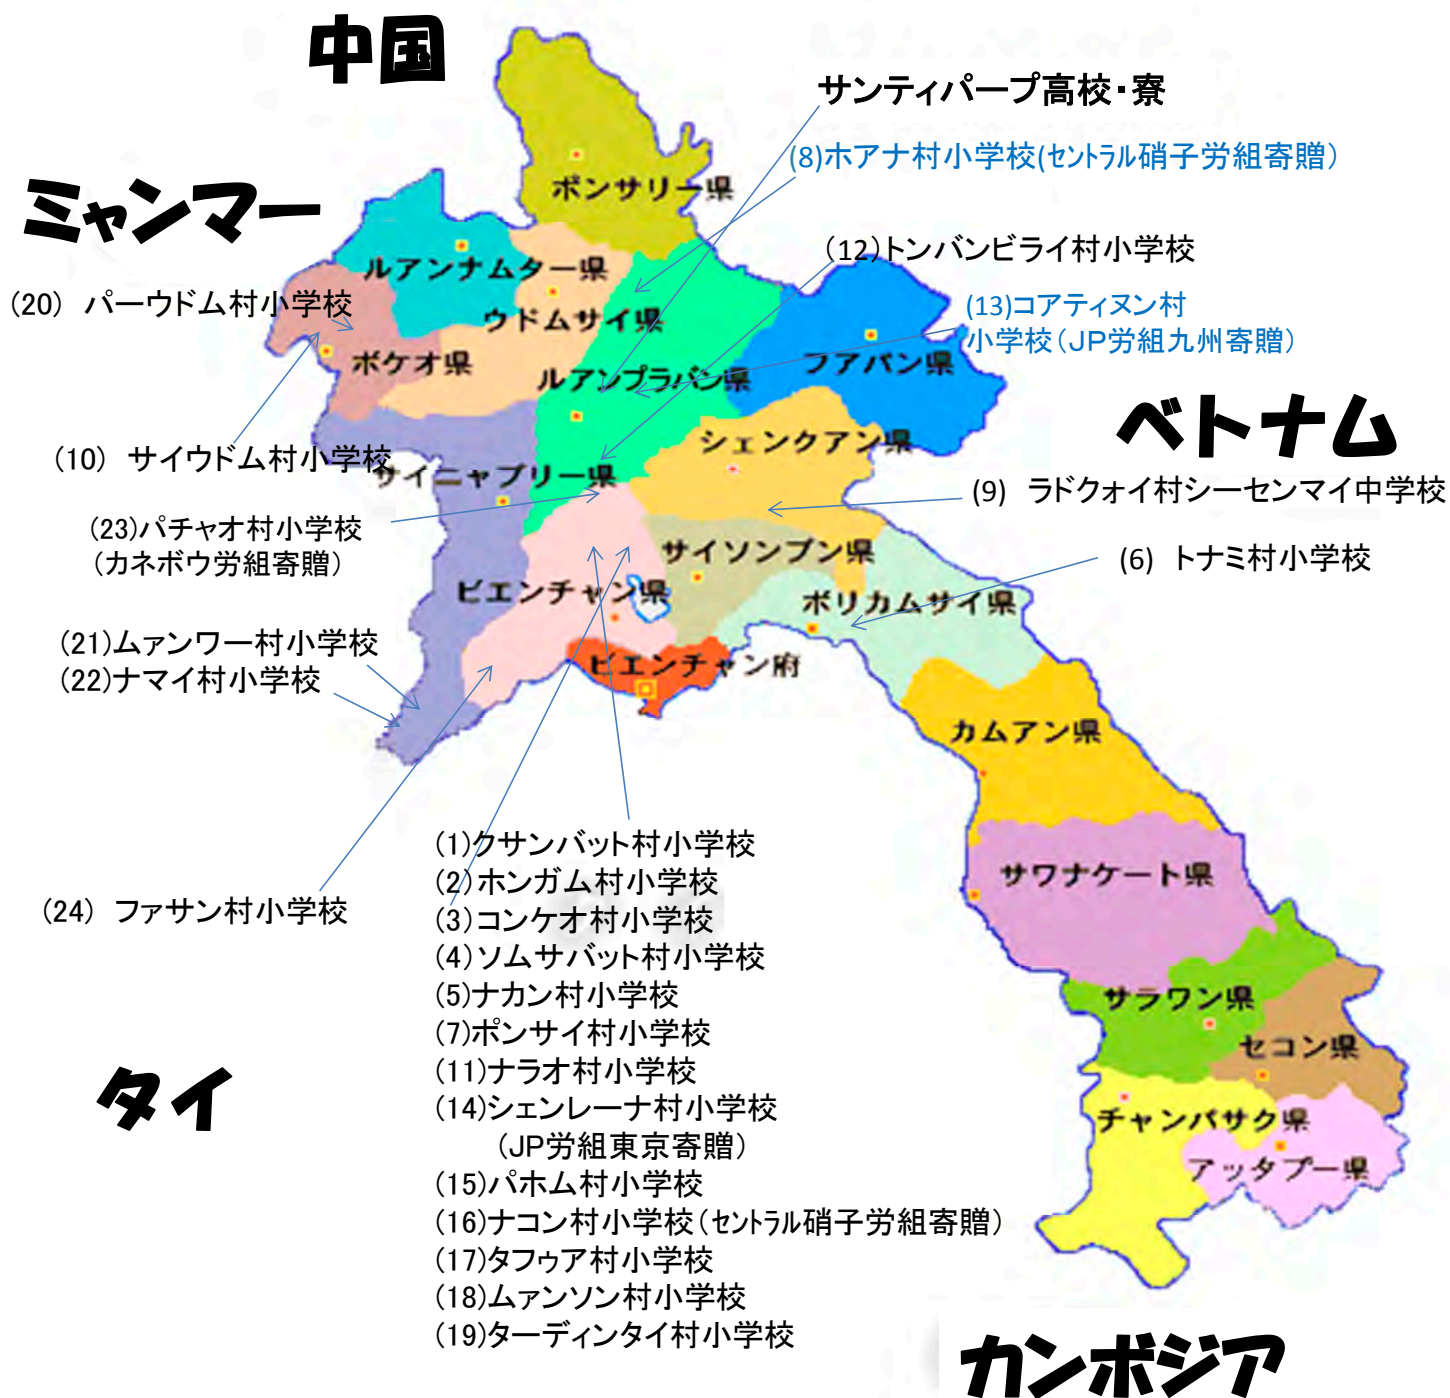 中国
サンティパープ高校・寮
(8)ホアナ村小学校(セントラル硝子労組寄贈)
ポンサリー県
ミャンマー
(12)トンバンビライ村小学校
ルアンナムター県
(20) パーウドム村小学校
ウドムサイ県
(13)コアティヌン村
小学校(JP労組九州寄贈)
ボケオ県
ルアンプラバン県
フアパン県
ベトナム
シェンクアン県
(10) サイウドム村小学校
サイニャブリー県
(9) ラドクォイ村シーセンマイ中学校
(23)パチャオ村小学校
(カネボウ労組寄贈)
サイソンブン県
(6) トナミ村小学校
ビエンチャン県
ボリカムサイ県
(21)ムァンワー村小学校
(22)ナマイ村小学校
ビエンチャン府
カムアン県
(1)クサンバット村小学校
(2)ホンガム村小学校
(3)コンケオ村小学校
(4)ソムサバット村小学校
(5)ナカン村小学校
(7)ポンサイ村小学校
(11)ナラオ村小学校
(14)シェンレーナ村小学校
(JP労組東京寄贈)
(15)パホム村小学校
(16)ナコン村小学校(セントラル硝子労組寄贈)
(17)タフゥア村小学校
(18)ムァンソン村小学校
(19)ターディンタイ村小学校
(24) ファサン村小学校
サワナケート県
サラワン県
セコン県
タイ
チャンパサク県
アッタプー県
カンボジア